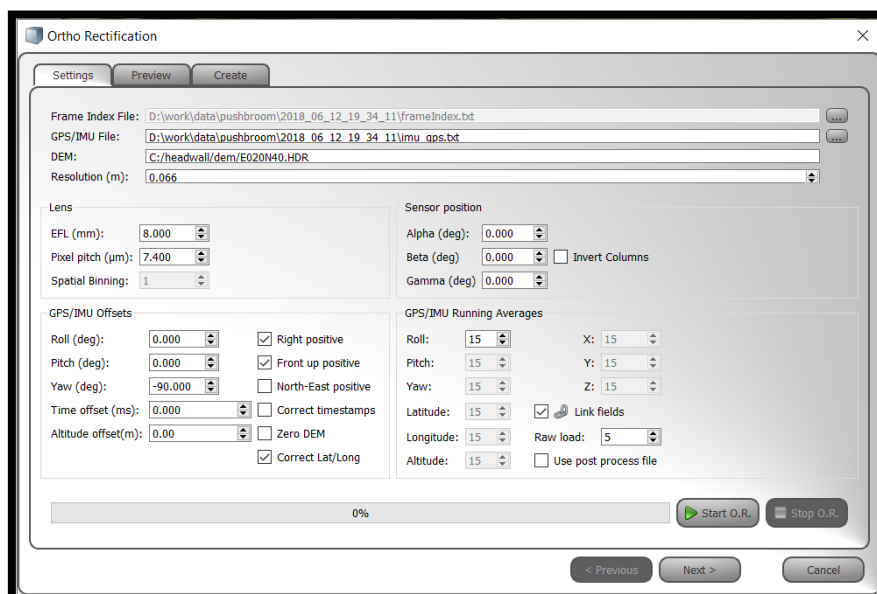 Ortho Rectification
Settings Preview Create
Frame Index File: D:\work\data\pushbroom\2018_06_12_19_34_11\frameIndex.txt ...
GPS/IMU File: D:\work\data\pushbroom\2018_06_12_19_34_11\imu_gps.txt ...
DEM: C:/headwall/dem/E020N40.HDR
Resolution (m): 0.066
Lens
EFL (mm): 8.000
Pixel pitch (µm): 7.400
Spatial Binning: 1
Sensor position
Alpha (deg): 0.000
Beta (deg) 0.000 Invert Columns
Gamma (deg) 0.000
GPS/IMU Offsets
Roll (deg): 0.000 Right positive
Pitch (deg): 0.000 Front up positive
Yaw (deg): -90.000 North-East positive
Time offset (ms): 0.000 Correct timestamps
Altitude offset(m): 0.00 Zero DEM
Correct Lat/Long
GPS/IMU Running Averages
Roll: 15 X: 15
Pitch: 15 Y: 15
Yaw: 15 Z: 15
Latitude: 15 Link fields
Longitude: 15 Raw load: 5
Altitude: 15 Use post process file
0% Start O.R. Stop O.R.
< Previous Next > Cancel